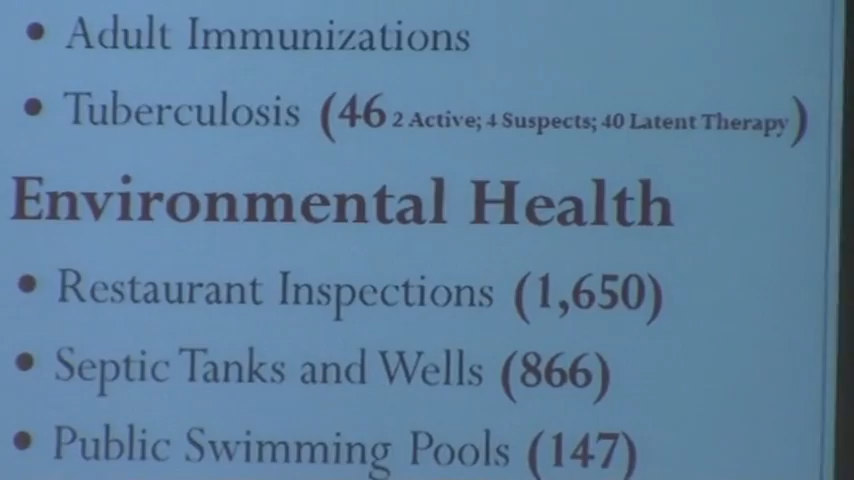 • Adult Immunizations
• Tuberculosis (46 2 Active; 4 Suspects; 40 Latent Therapy)
Environmental Health
• Restaurant Inspections (1,650)
• Septic Tanks and Wells (866)
• Public Swimming Pools (147)